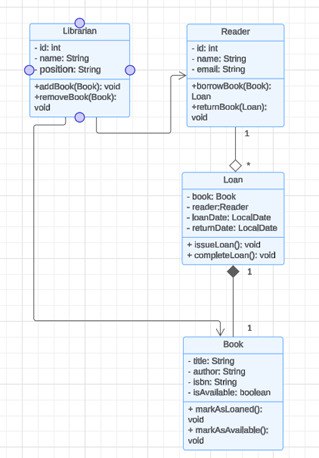 Librarian
- id: int
- name: String
- position: String
+addBook(Book): void
+removeBook(Book):
void
Reader
- id: int
- name: String
- email: String
+borrowBook(Book):
Loan
+returnBook(Loan):
void
1
*
Loan
- book: Book
- reader:Reader
- loanDate: LocalDate
- returnDate: LocalDate
+ issueLoan(): void
+ completeLoan(): void
1
1
Book
- title: String
- author: String
- isbn: String
- isAvailable: boolean
+ markAsLoaned():
void
+ markAsAvailable():
void